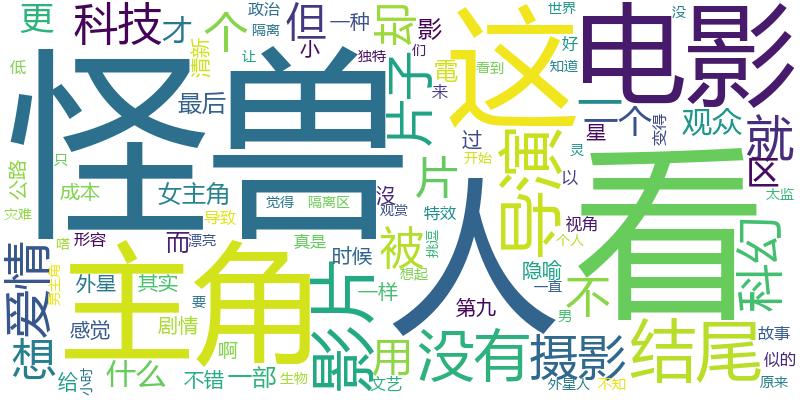 更 科技 才 个 但 一种 却 影 政治 隔离 世界 好 没
低 清新 让 小 独特 们 電 看到 知道
怪兽 最后 片子 来 这 电影
公路 成本 女主角 只 过 一个 观众 就
灾难 形容 觉得 隔离区 没 观赏 片 导演 星 灵 变得 区
嗒 漂亮 导致 真是 特效 开始 以 太监
爱情 而 时候 被 挑逗 人 视角 个人 看 科幻
男主角 外星 其实 一样 想起 第九 隐喻 一直 不
感觉 主角 要 影片 男 故事
想 剧情 啊 用 没有 摄影 结尾 似的
给 小时 什么 不错 一部 生物 文艺 外星人 不知 原来